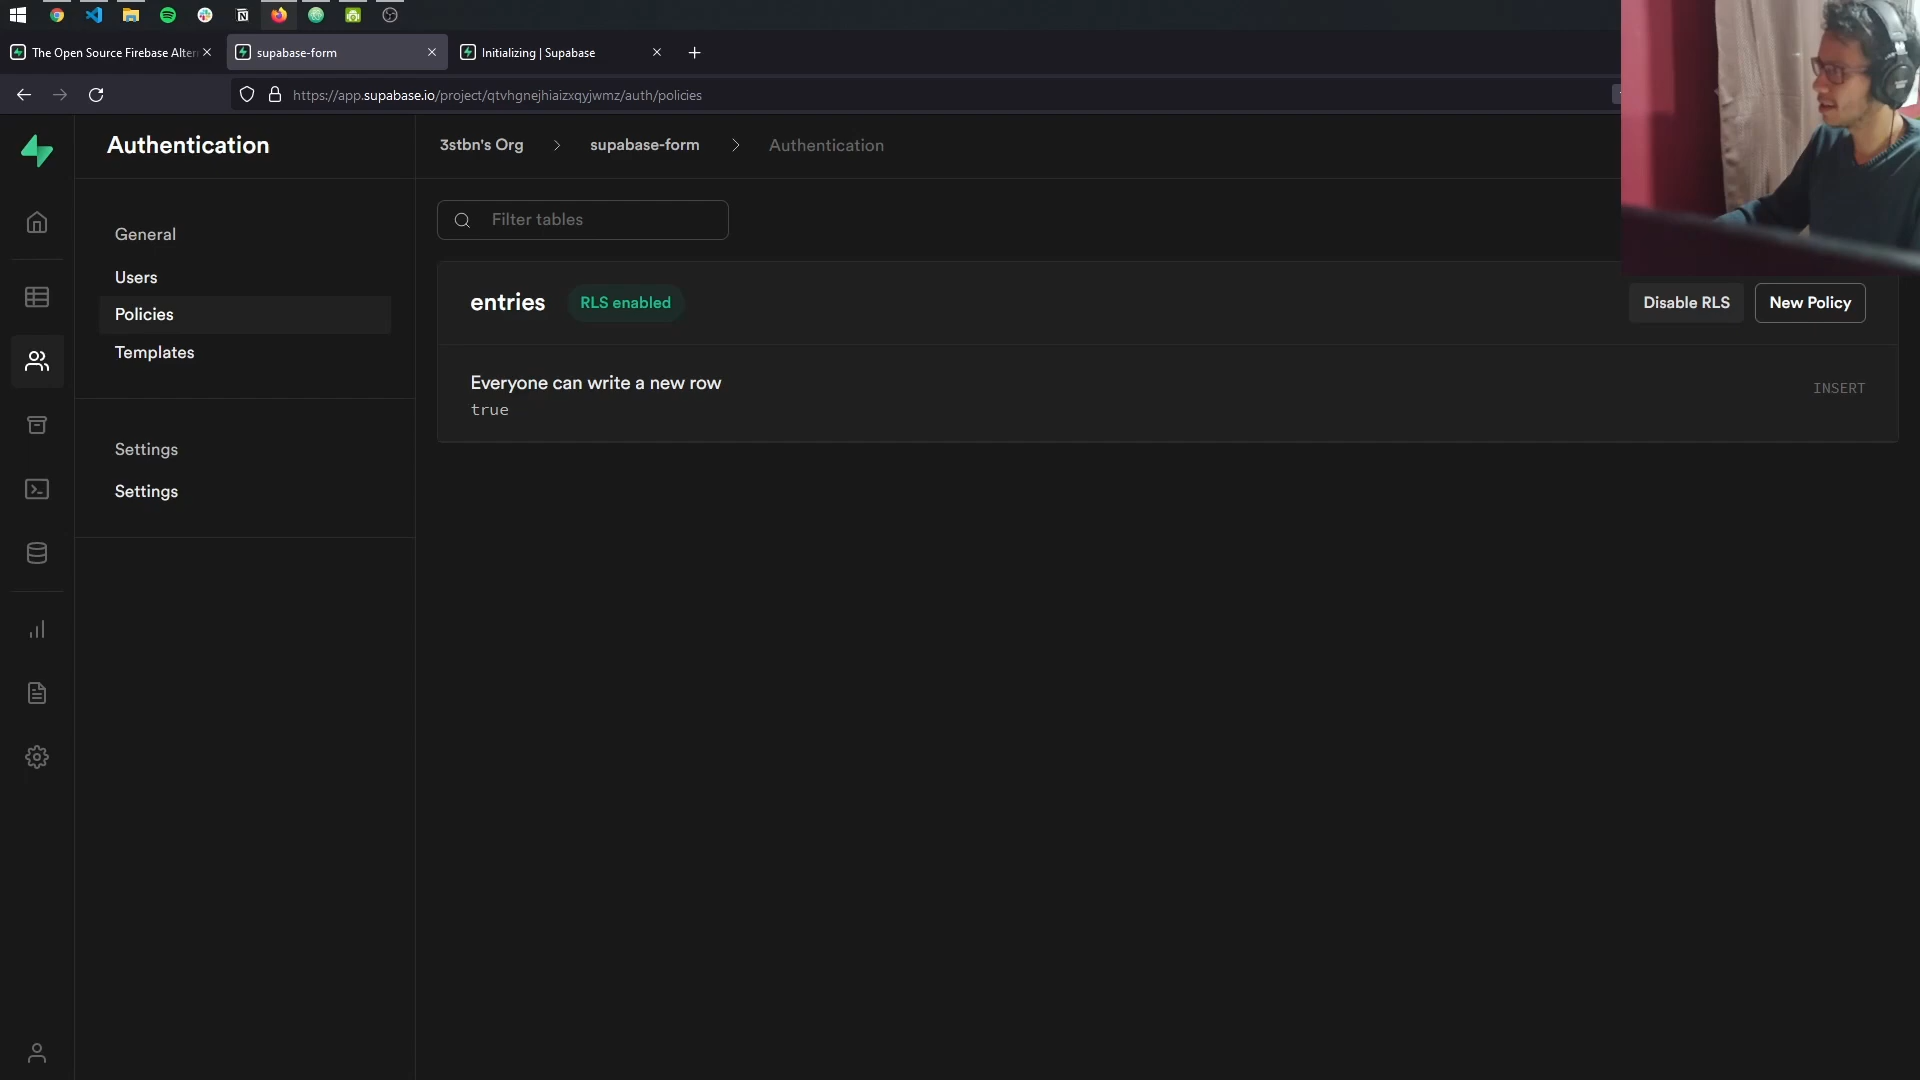 The Open Source Firebase Alter
supabase-form
Initializing | Supabase
https://app.supabase.io/project/qtvhgnejhiaizxqyjwmz/auth/policies
Authentication
3stbn's Org
supabase-form
Authentication
General
Users
Policies
Templates
Settings
Settings
Filter tables
entries
RLS enabled
Disable RLS
New Policy
Everyone can write a new row
true
INSERT